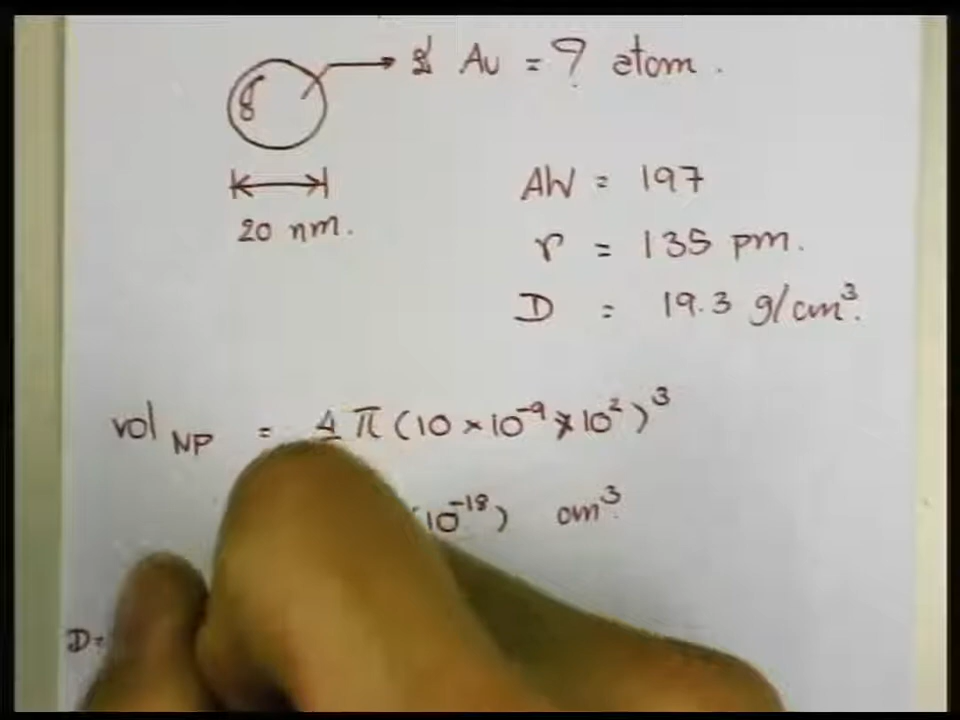 Au = ? atom.
20 nm.
AW = 197
r = 135 pm.
D = 19.3 g/cm³.
vol NP = 4 π (10 × 10⁻⁹ × 10²)³
10⁻¹⁸) cm³.
D =